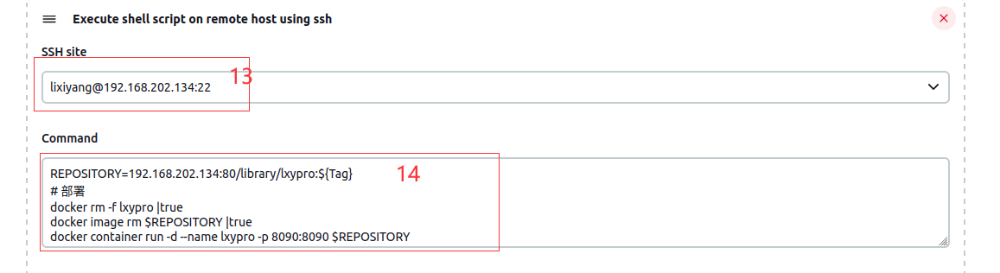 Execute shell script on remote host using ssh
SSH site
13
lixiyang@192.168.202.134:22
Command
14
REPOSITORY=192.168.202.134:80/library/lxypro:${Tag}
# 部署
docker rm -f lxypro |true
docker image rm $REPOSITORY |true
docker container run -d --name lxypro -p 8090:8090 $REPOSITORY